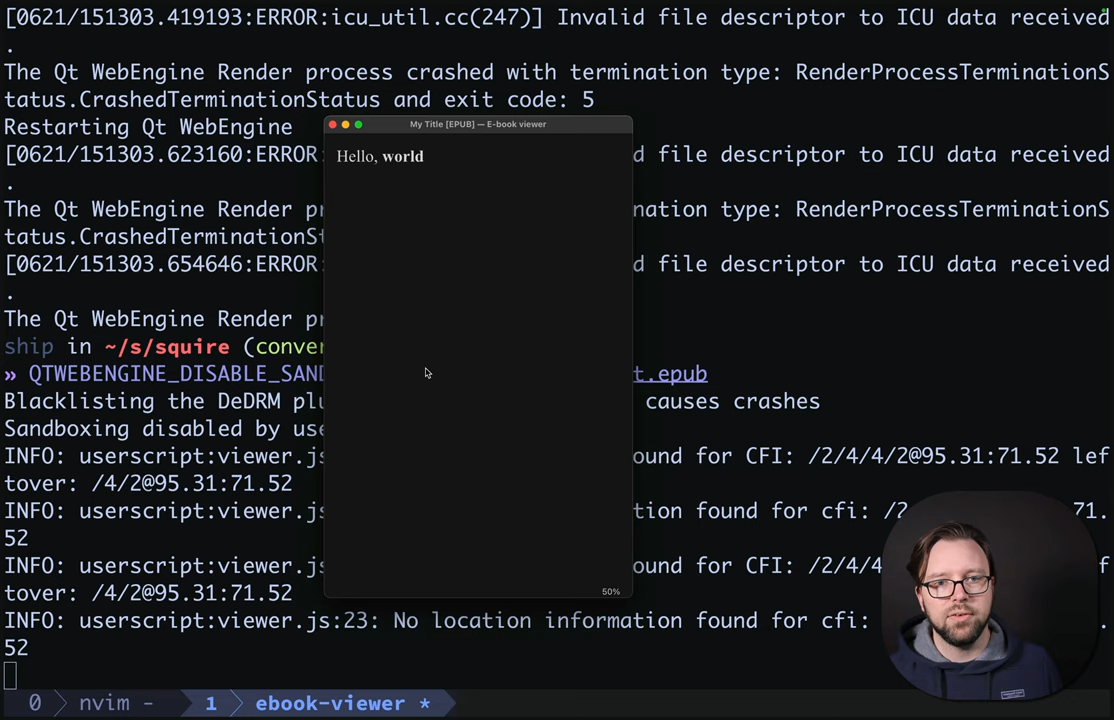 [0621/151303.419193:ERROR:icu_util.cc(247)] Invalid file descriptor to ICU data received
.
The Qt WebEngine Render process crashed with termination type: RenderProcessTerminationS
tatus.CrashedTerminationStatus and exit code: 5
Restarting Qt WebEngine
My Title [EPUB] — E-book viewer
[0621/151303.623160:ERROR: d file descriptor to ICU data received
Hello, world
.
The Qt WebEngine Render pr nation type: RenderProcessTerminationS
tatus.CrashedTerminationSt
[0621/151303.654646:ERROR: d file descriptor to ICU data received
.
The Qt WebEngine Render pr
ship in ~/s/squire (conver
» QTWEBENGINE_DISABLE_SAND t.epub
Blacklisting the DeDRM plu causes crashes
Sandboxing disabled by use
INFO: userscript:viewer.js ound for CFI: /2/4/4/2@95.31:71.52 lef
tover: /4/2@95.31:71.52
INFO: userscript:viewer.js tion found for cfi: /2 71.
52
INFO: userscript:viewer.js ound for CFI: /2/4/ f
tover: /4/2@95.31:71.52
50%
INFO: userscript:viewer.js:23: No location information found for cfi: .
52
0 nvim - 1 ebook-viewer *